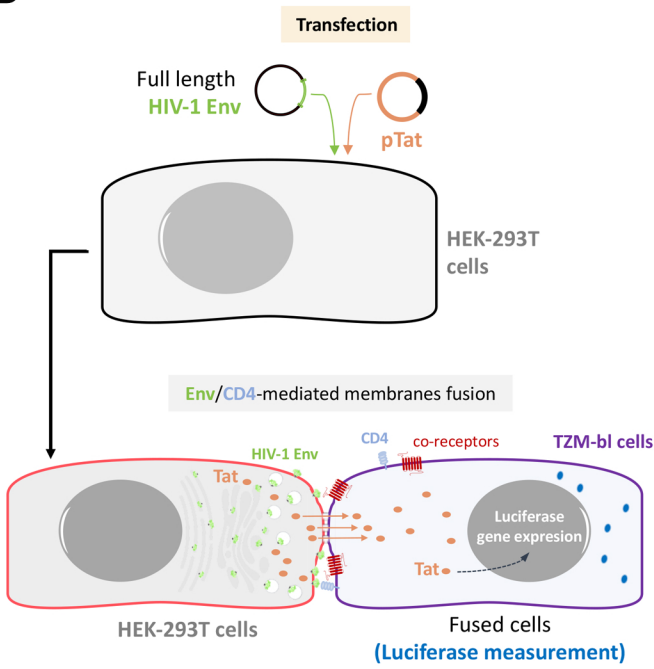 Transfection
Full length
HIV-1 Env
pTat
HEK-293T
cells
Env/CD4-mediated membranes fusion
CD4
co-receptors
TZM-bl cells
HIV-1 Env
Tat
Luciferase
gene expresion
Tat
HEK-293T cells
Fused cells
(Luciferase measurement)